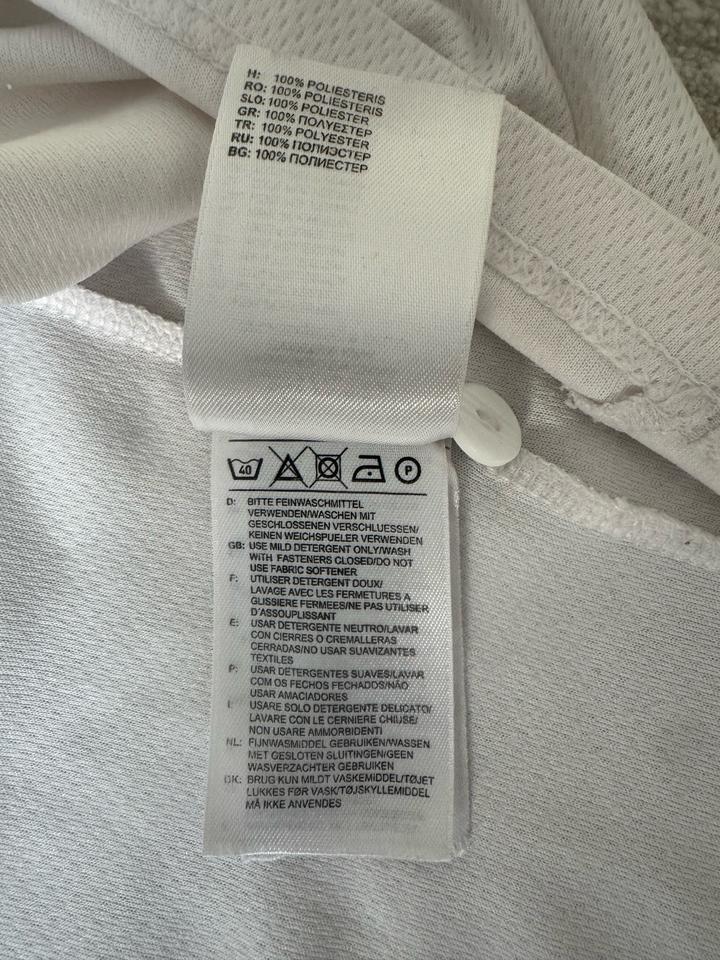 H: 100% POLIESTERIS
RO: 100% POLIESTERIS
SLO: 100% POLIESTER
GR: 100% ΠΟΛΥΕΣΤΕΡ
TR: 100% POLYESTER
RU: 100% ПОЛИЭСТЕР
BG: 100% ПОЛИЕСТЕР
40 P
D: BITTE FEINWASCHMITTEL
VERWENDEN/WASCHEN MIT
GESCHLOSSENEN VERSCHLUESSEN/
KEINEN WEICHSPUELER VERWENDEN
GB: USE MILD DETERGENT ONLY/WASH
WITH FASTENERS CLOSED/DO NOT
USE FABRIC SOFTENER
F: UTILISER DETERGENT DOUX/
LAVAGE AVEC LES FERMETURES A
GLISSIERE FERMEES/NE PAS UTILISER
D'ASSOUPLISSANT
E: USAR DETERGENTE NEUTRO/LAVAR
CON CIERRES O CREMALLERAS
CERRADAS/NO USAR SUAVIZANTES
TEXTILES
P: USAR DETERGENTES SUAVES/LAVAR
COM OS FECHOS FECHADOS/NÃO
USAR AMACIADORES
I: USARE SOLO DETERGENTE DELICATO/
LAVARE CON LE CERNIERE CHIUSE/
NON USARE AMMORBIDENTI
NL: FIJNWASMIDDEL GEBRUIKEN/WASSEN
MET GESLOTEN SLUITINGEN/GEEN
WASVERZACHTER GEBRUIKEN
DK: BRUG KUN MILDT VASKEMIDDEL/TØJET
LUKKES FØR VASK/TØJSKYLLEMIDDEL
MÅ IKKE ANVENDES